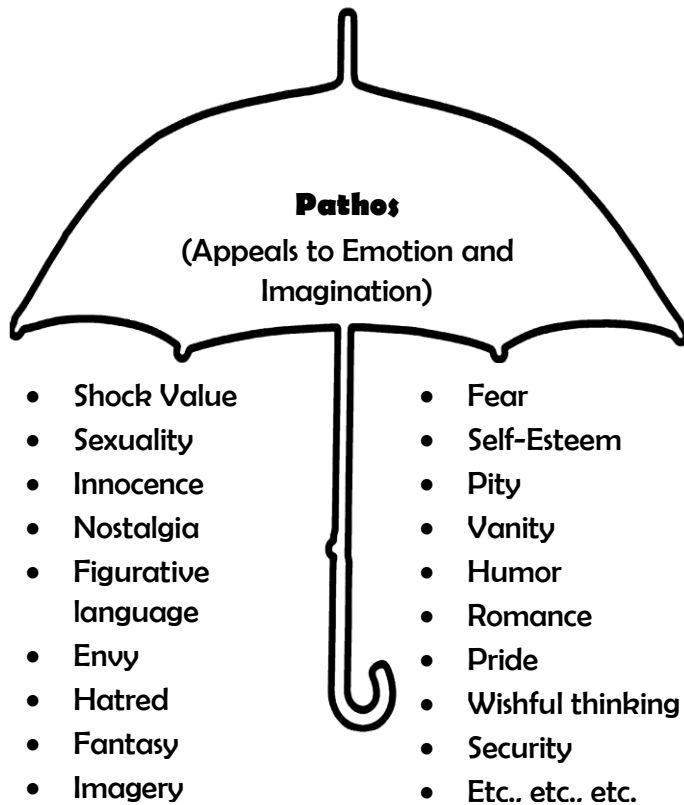 Pathos
(Appeals to Emotion and
Imagination)
• Shock Value
• Sexuality
• Innocence
• Nostalgia
• Figurative
language
• Envy
• Hatred
• Fantasy
• Imagery
• Fear
• Self-Esteem
• Pity
• Vanity
• Humor
• Romance
• Pride
• Wishful thinking
• Security
• Etc., etc., etc.